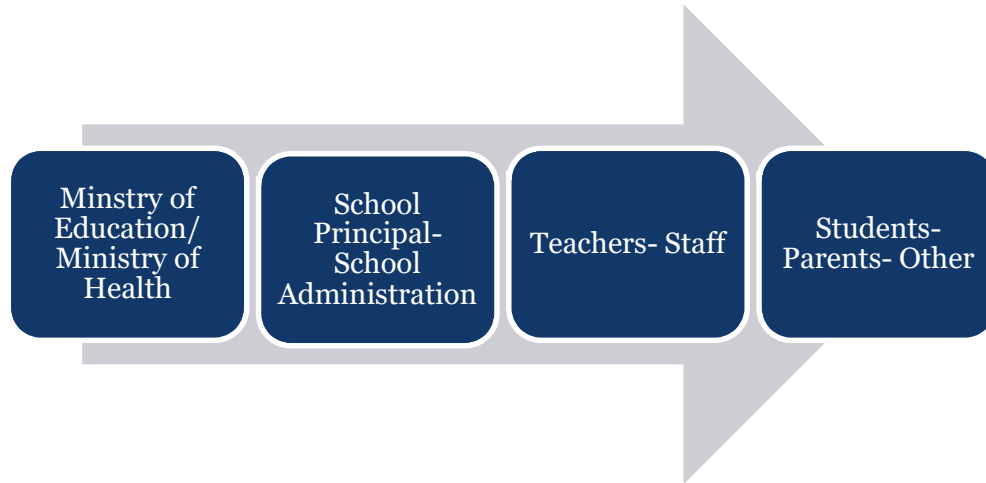 Minstry of
Education/
Ministry of
Health
School
Principal-
School
Administration
Teachers- Staff
Students-
Parents- Other